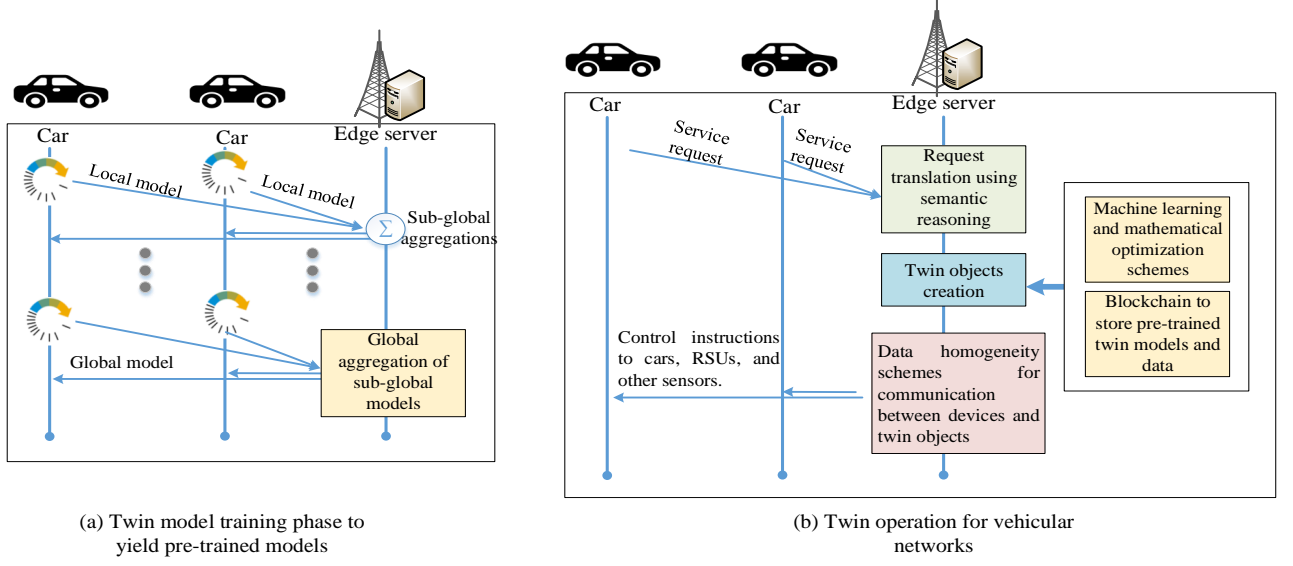 Car
Car
Edge server
Local model
Local model
Σ
Sub-global
aggregations
Global model
Global
aggregation of
sub-global
models
(a) Twin model training phase to
yield pre-trained models
Car
Car
Edge server
Service
request
Service
request
Request
translation using
semantic
reasoning
Twin objects
creation
Machine learning
and mathematical
optimization
schemes
Blockchain to
store pre-trained
twin models and
data
Control instructions
to cars, RSUs, and
other sensors.
Data homogeneity
schemes for
communication
between devices and
twin objects
(b) Twin operation for vehicular
networks